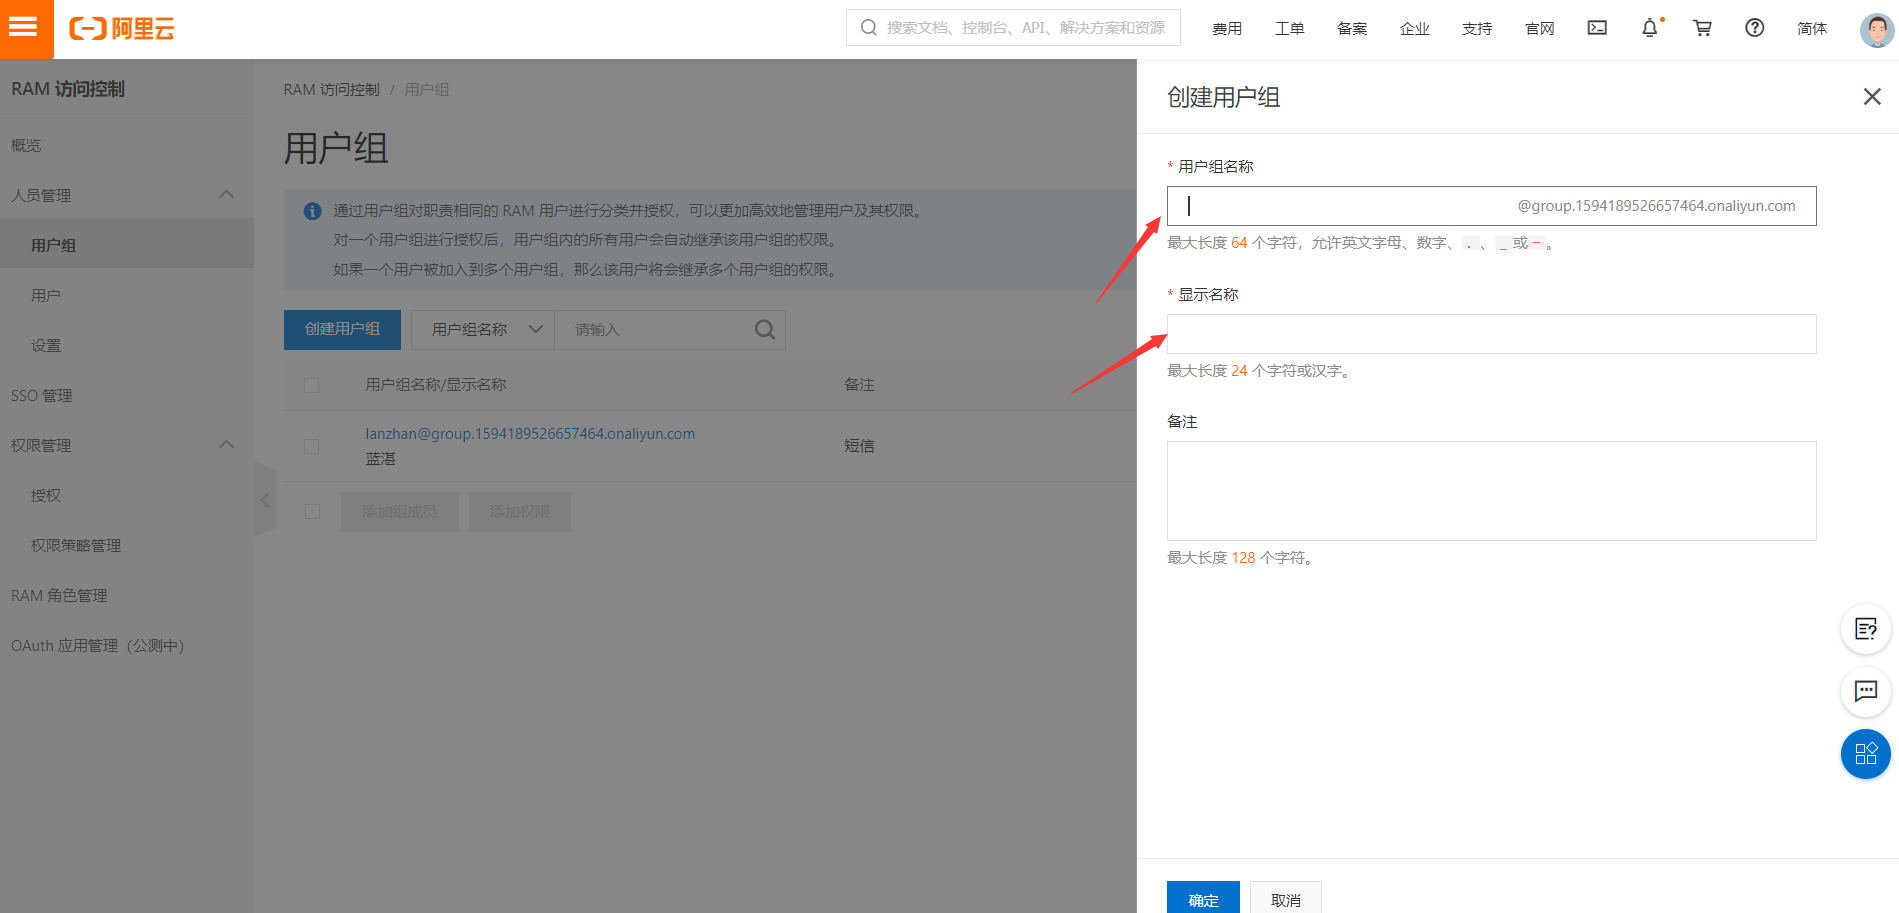 阿里云
搜索文档、控制台、API、解决方案和资源
费用
工单
备案
企业
支持
官网
简体
RAM 访问控制
概览
人员管理
用户组
用户
设置
SSO 管理
权限管理
授权
权限策略管理
RAM 角色管理
OAuth 应用管理（公测中）
RAM 访问控制 / 用户组
用户组
通过用户组对职责相同的 RAM 用户进行分类并授权，可以更加高效地管理用户及其权限。
对一个用户组进行授权后，用户组内的所有用户会自动继承该用户组的权限。
如果一个用户被加入到多个用户组，那么该用户将会继承多个用户组的权限。
创建用户组
用户组名称
请输入
用户组名称/显示名称
备注
lanzhan@group.1594189526657464.onaliyun.com
蓝湛
短信
添加组成员
添加权限
创建用户组
* 用户组名称
@group.1594189526657464.onaliyun.com
最大长度 64 个字符，允许英文字母、数字、 . 、 _ 或 - 。
* 显示名称
最大长度 24 个字符或汉字。
备注
最大长度 128 个字符。
确定
取消